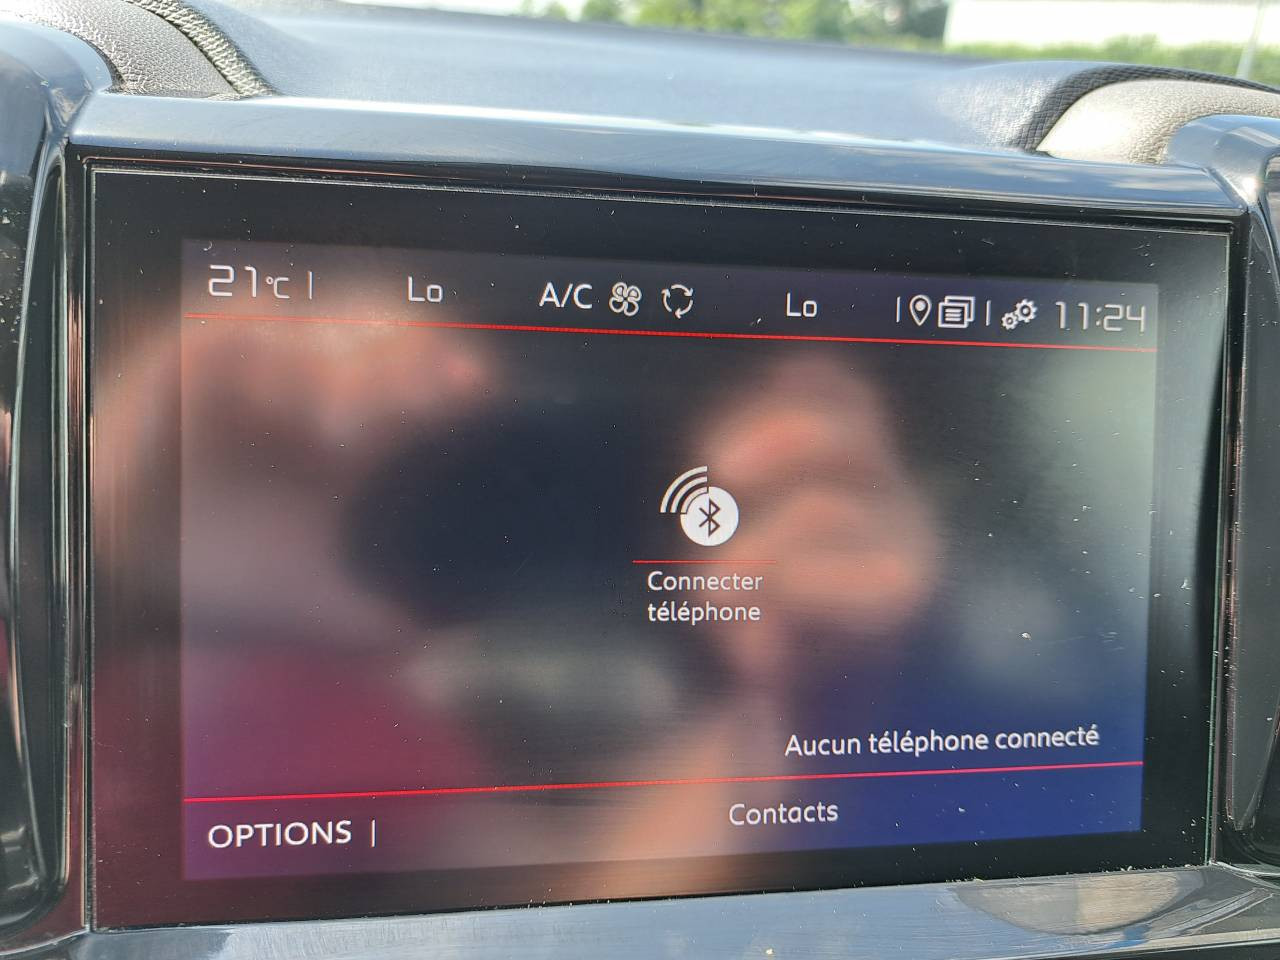 21°C | Lo A/C Lo | | 11:24
Connecter
téléphone
Aucun téléphone connecté
OPTIONS | Contacts